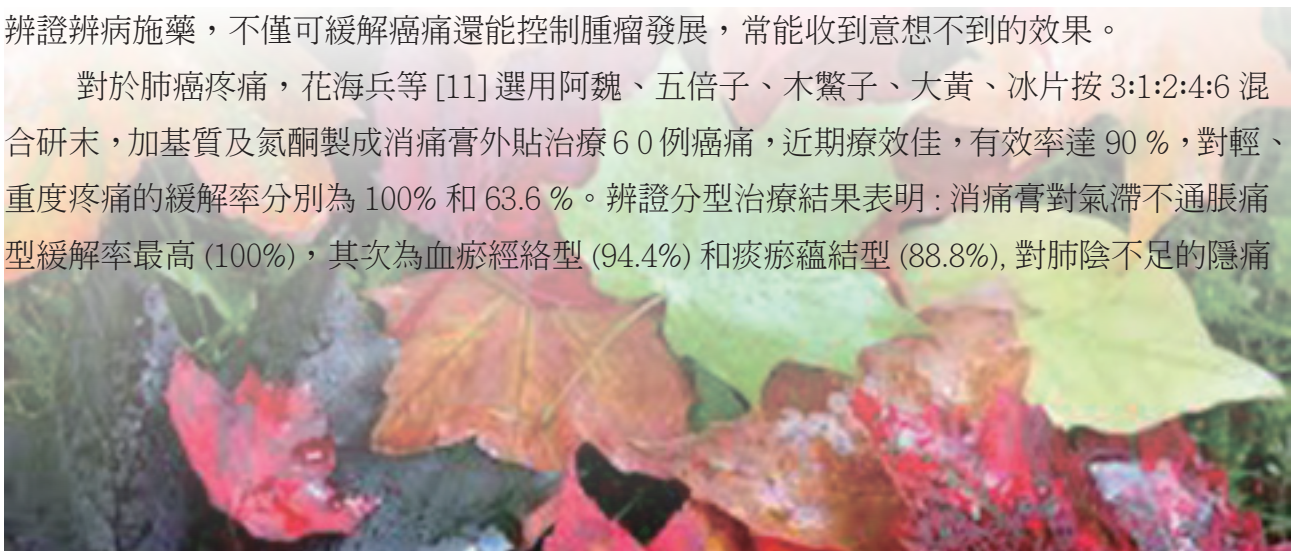 辨證辨病施藥，不僅可緩解癌痛還能控制腫瘤發展，常能收到意想不到的效果。
對於肺癌疼痛，花海兵等 [11] 選用阿魏、五倍子、木鱉子、大黃、冰片按 3:1:2:4:6 混
合研末，加基質及氮酮製成消痛膏外貼治療 6 0 例癌痛，近期療效佳，有效率達 90 %，對輕、
重度疼痛的緩解率分別為 100% 和 63.6 %。辨證分型治療結果表明 : 消痛膏對氣滯不通脹痛
型緩解率最高 (100%)，其次為血瘀經絡型 (94.4%) 和痰瘀蘊結型 (88.8%), 對肺陰不足的隱痛